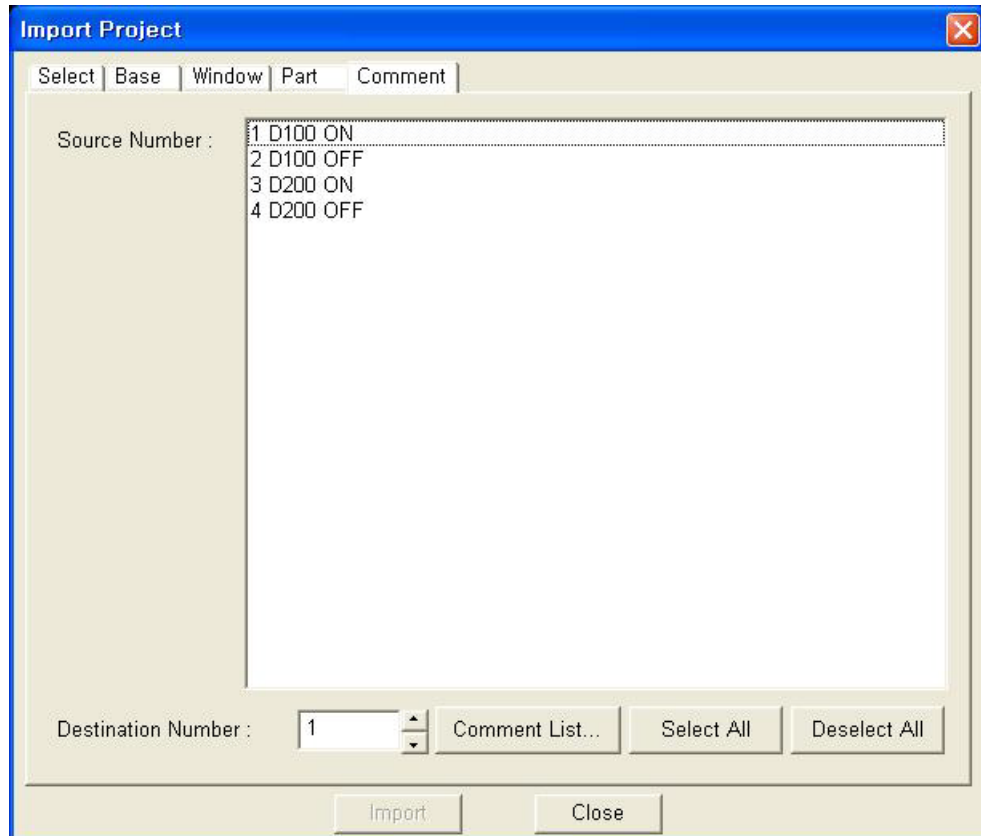 Import Project
Select Base Window Part Comment
Source Number :
1 D100 ON
2 D100 OFF
3 D200 ON
4 D200 OFF
Destination Number : 1 Comment List... Select All Deselect All
Import Close